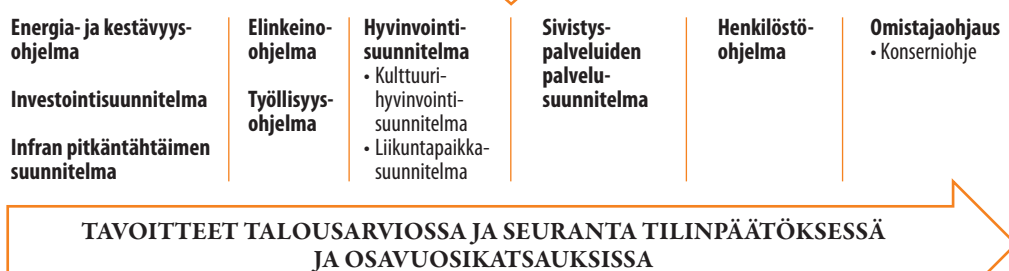 Energia- ja kestävyys-
ohjelma
Investointisuunnitelma
Infran pitkäntähtäimen
suunnitelma
Elinkeino-
ohjelma
Työllisyys-
ohjelma
Hyvinvointi-
suunnitelma
• Kulttuuri-
hyvinvointi-
suunnitelma
• Liikuntapaikka-
suunnitelma
Sivistys-
palveluiden
palvelu-
suunnitelma
Henkilöstö-
ohjelma
Omistajaohjaus
• Konserniohje
TAVOITTEET TALOUSARVIOSSA JA SEURANTA TILINPÄÄTÖKSESSÄ
JA OSAVUOSIKATSAUKSISSA